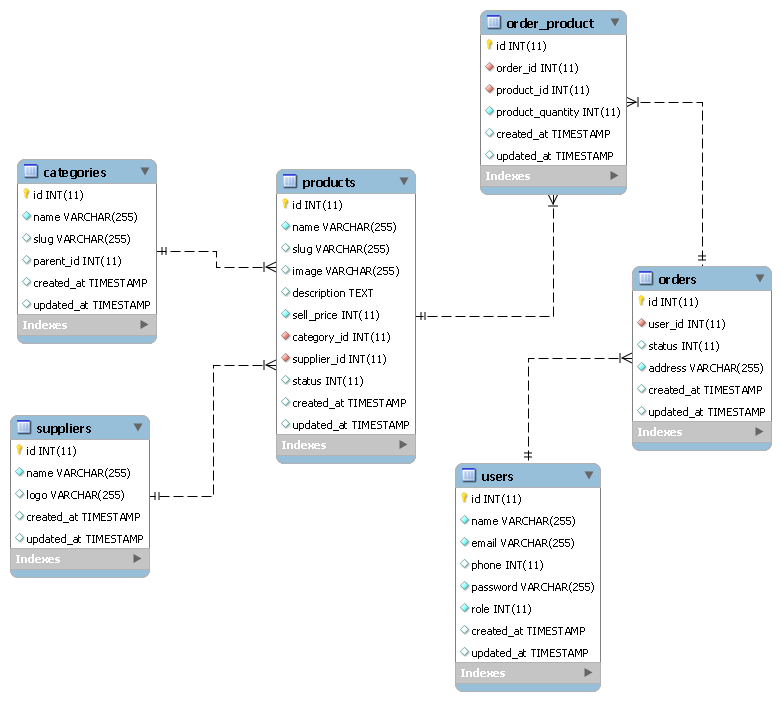 categories
id INT(11)
name VARCHAR(255)
slug VARCHAR(255)
parent_id INT(11)
created_at TIMESTAMP
updated_at TIMESTAMP
Indexes
suppliers
id INT(11)
name VARCHAR(255)
logo VARCHAR(255)
created_at TIMESTAMP
updated_at TIMESTAMP
Indexes
products
id INT(11)
name VARCHAR(255)
slug VARCHAR(255)
image VARCHAR(255)
description TEXT
sell_price INT(11)
category_id INT(11)
supplier_id INT(11)
status INT(11)
created_at TIMESTAMP
updated_at TIMESTAMP
Indexes
order_product
id INT(11)
order_id INT(11)
product_id INT(11)
product_quantity INT(11)
created_at TIMESTAMP
updated_at TIMESTAMP
Indexes
orders
id INT(11)
user_id INT(11)
status INT(11)
address VARCHAR(255)
created_at TIMESTAMP
updated_at TIMESTAMP
Indexes
users
id INT(11)
name VARCHAR(255)
email VARCHAR(255)
phone INT(11)
password VARCHAR(255)
role INT(11)
created_at TIMESTAMP
updated_at TIMESTAMP
Indexes